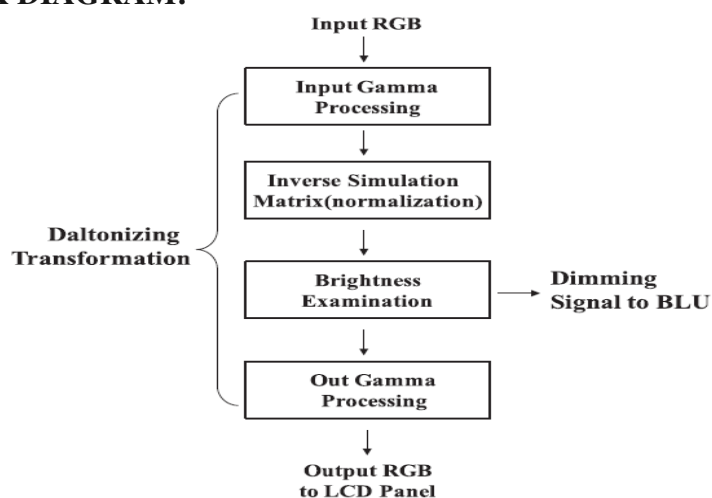 DIAGRAM:
Input RGB
Input Gamma
Processing
Inverse Simulation
Matrix(normalization)
Daltonizing
Transformation
Brightness
Examination
Dimming
Signal to BLU
Out Gamma
Processing
Output RGB
to LCD Panel